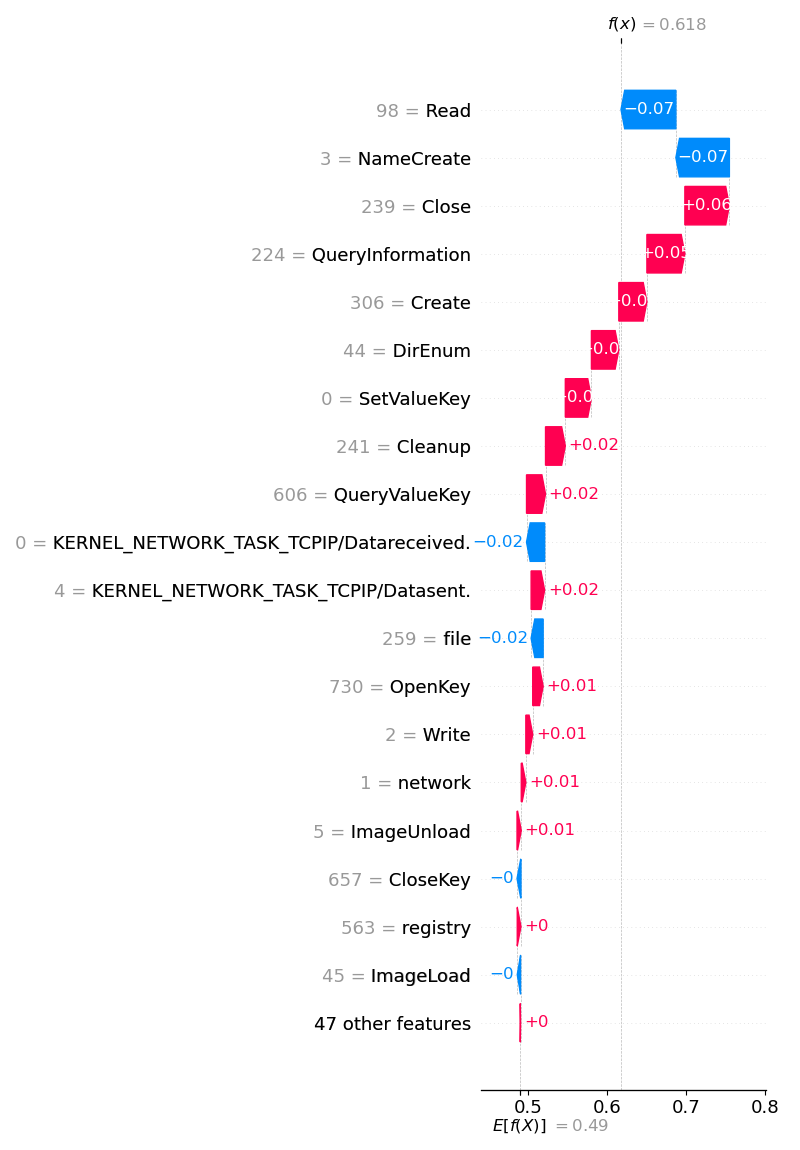 f(x) = 0.618
98 = Read −0.07
3 = NameCreate −0.07
239 = Close +0.06
224 = QueryInformation +0.05
306 = Create
44 = DirEnum
0 = SetValueKey
241 = Cleanup +0.02
606 = QueryValueKey +0.02
0 = KERNEL_NETWORK_TASK_TCPIP/Datareceived. −0.02
4 = KERNEL_NETWORK_TASK_TCPIP/Datasent. +0.02
259 = file −0.02
730 = OpenKey +0.01
2 = Write +0.01
1 = network +0.01
5 = ImageUnload +0.01
657 = CloseKey −0
563 = registry +0
45 = ImageLoad −0
47 other features +0
0.5 0.6 0.7 0.8
E[f(X)] = 0.49